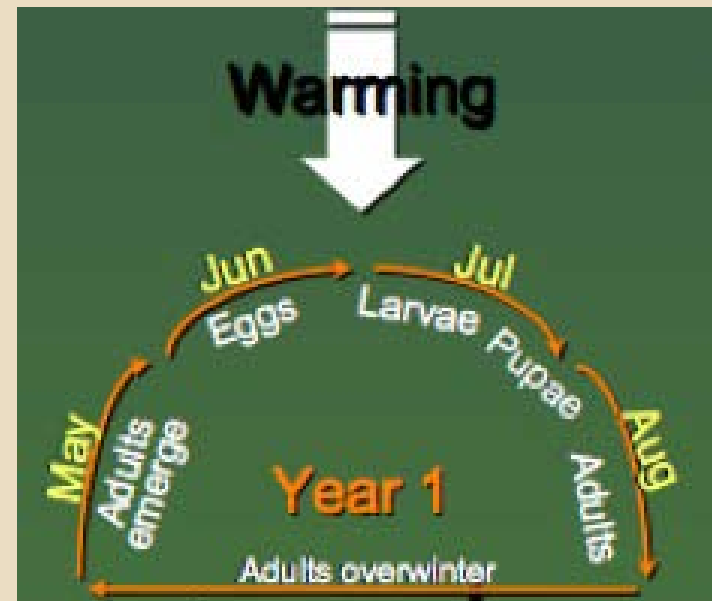 Warming
Jun
Jul
Eggs
Larvae
Pupae
May
Adults
emerge
Aug
Adults
Year 1
Adults overwinter